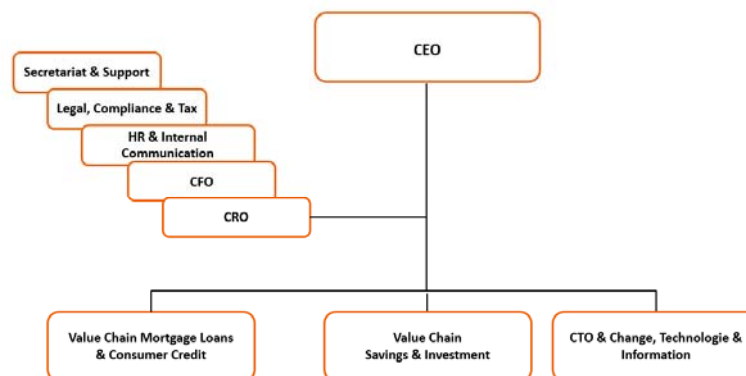 CEO
Secretariat & Support
Legal, Compliance & Tax
HR & Internal
Communication
CFO
CRO
Value Chain Mortgage Loans
& Consumer Credit
Value Chain
Savings & Investment
CTO & Change, Technologie &
Information